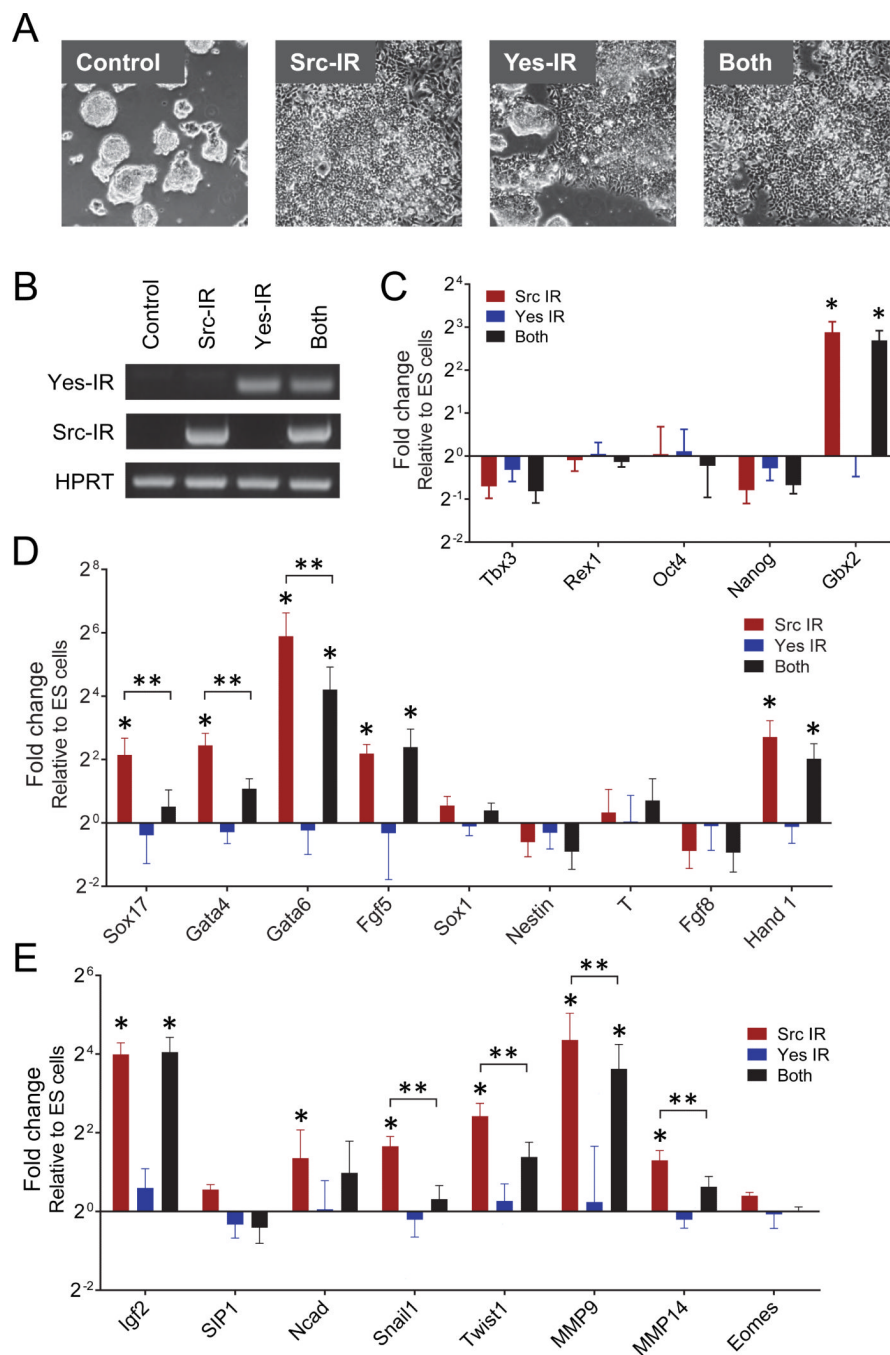 A
Control
Src-IR
Yes-IR
Both
B
Control
Src-IR
Yes-IR
Both
Yes-IR
Src-IR
HPRT
C
Fold change
Relative to ES cells
2^4
2^3
2^2
2^1
2^0
2^-1
2^-2
Src IR
Yes IR
Both
* *
Tbx3 Rex1 Oct4 Nanog Gbx2
D
Fold change
Relative to ES cells
2^8
2^6
2^4
2^2
2^0
2^-2
Src IR
Yes IR
Both
* ** * ** * ** * * * * *
Sox17 Gata4 Gata6 Fgf5 Sox1 Nestin T Fgf8 Hand 1
E
Fold change
Relative to ES cells
2^6
2^4
2^2
2^0
2^-2
Src IR
Yes IR
Both
* * * * ** * ** * ** * * **
Igf2 SIP1 Ncad Snail1 Twist1 MMP9 MMP14 Eomes